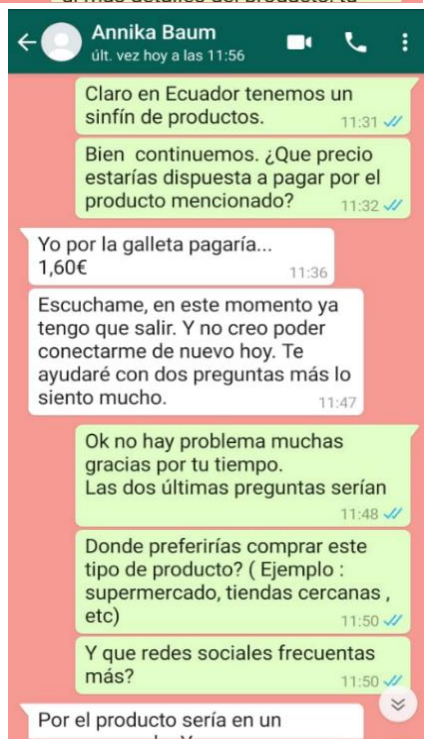 Annika Baum
últ. vez hoy a las 11:56
Claro en Ecuador tenemos un
sinfín de productos.
11:31
Bien continuemos. ¿Que precio
estarías dispuesta a pagar por el
producto mencionado?
11:32
Yo por la galleta pagaría...
1,60€
11:36
Escuchame, en este momento ya
tengo que salir. Y no creo poder
conectarme de nuevo hoy. Te
ayudaré con dos preguntas más lo
siento mucho.
11:47
Ok no hay problema muchas
gracias por tu tiempo.
Las dos últimas preguntas serían
11:48
Donde preferirías comprar este
tipo de producto? ( Ejemplo :
supermercado, tiendas cercanas ,
etc)
11:50
Y que redes sociales frecuentas
más?
11:50
Por el producto sería en un